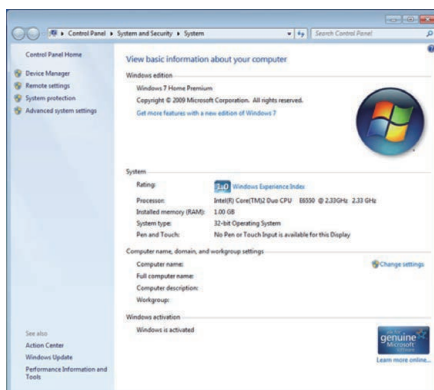 Control Panel ▸ System and Security ▸ System
Search Control Panel
Control Panel Home
Device Manager
Remote settings
System protection
Advanced system settings
See also
Action Center
Windows Update
Performance Information and
Tools
View basic information about your computer
Windows edition
Windows 7 Home Premium
Copyright © 2009 Microsoft Corporation. All rights reserved.
Get more features with a new edition of Windows 7
System
Rating: 1.0 Windows Experience Index
Processor: Intel(R) Core(TM)2 Duo CPU E6550 @ 2.33GHz 2.33 GHz
Installed memory (RAM): 1.00 GB
System type: 32-bit Operating System
Pen and Touch: No Pen or Touch Input is available for this Display
Computer name, domain, and workgroup settings
Computer name:
Change settings
Full computer name:
Computer description:
Workgroup:
Windows activation
Windows is activated
genuine
Microsoft
Learn more online...